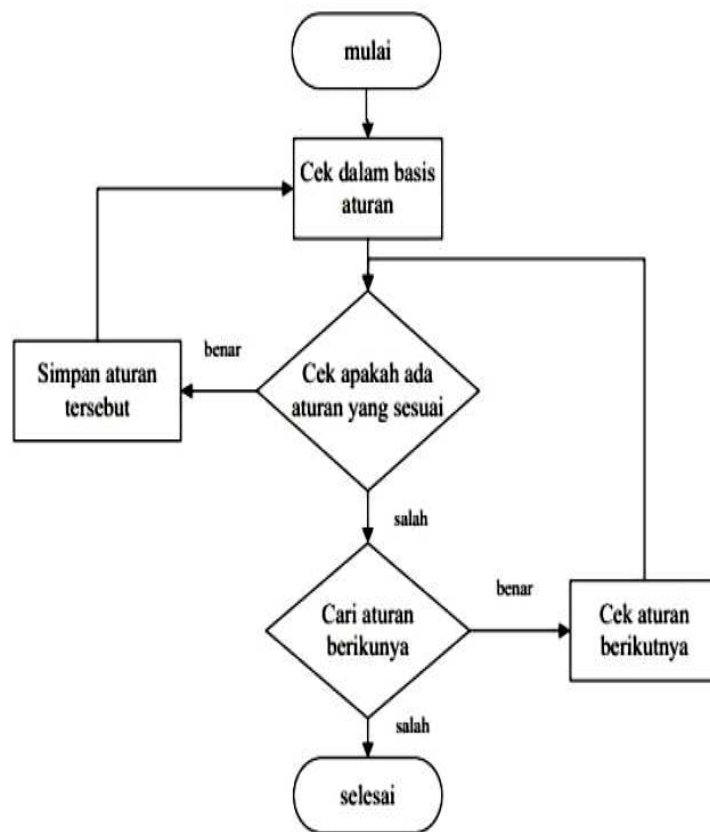 mulai
Cek dalam basis
aturan
benar
Simpan aturan
tersebut
Cek apakah ada
aturan yang sesuai
salah
Cari aturan
berikunya
benar
Cek aturan
berikutnya
salah
selesai